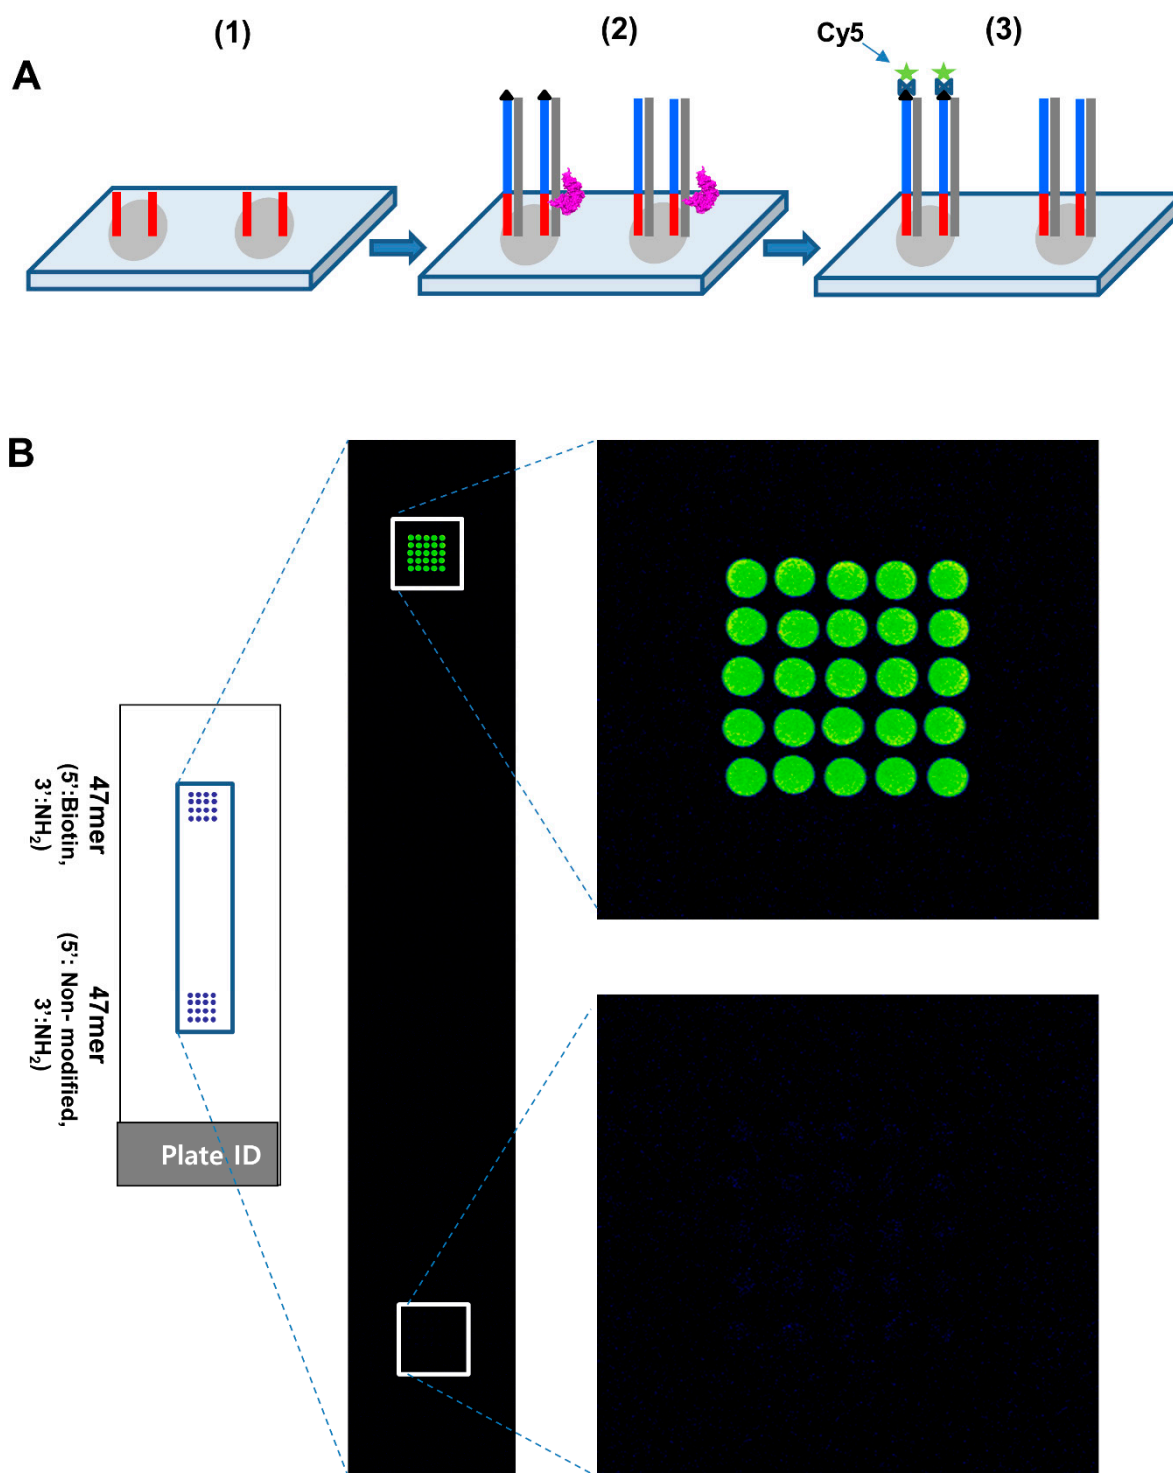 (1)
(2)
(3)
Cy5
A
B
47mer
(5’:Biotin,
3’:NH₂)
47mer
(5’: Non- modified,
3’:NH₂)
Plate ID